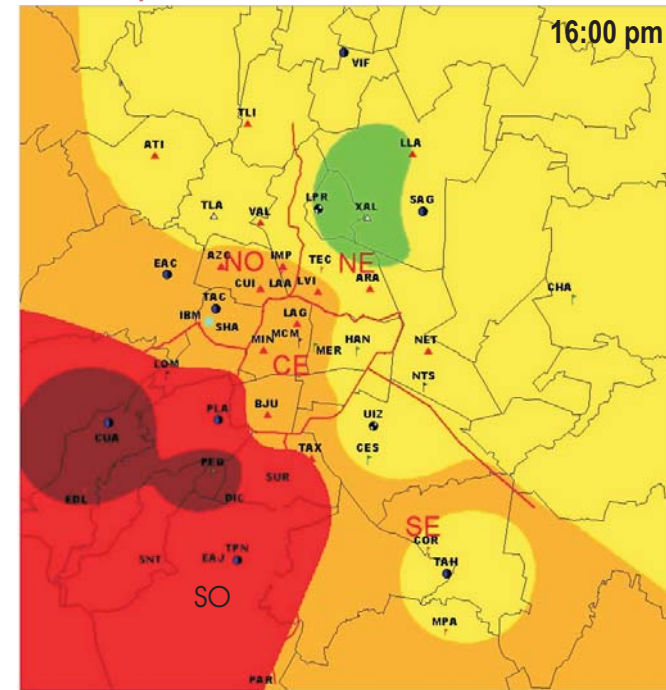 16:00 pm
VIF
TLI
ATI
LLA
TLA
VAL
LPR
XAL
SAG
EAC
AZC
NO
IMP
TEC
NE
CUI
LAA
LVI
ARA
CHA
TAC
IBM
SHA
LAG
MIN
MCM
MER
HAN
NET
CE
LOM
NTS
PLA
BJU
UIZ
CUA
TAX
CES
PED
SUR
EDL
DIC
SE
COR
SNT
EAJ
TPN
TAH
SO
MPA
PAR